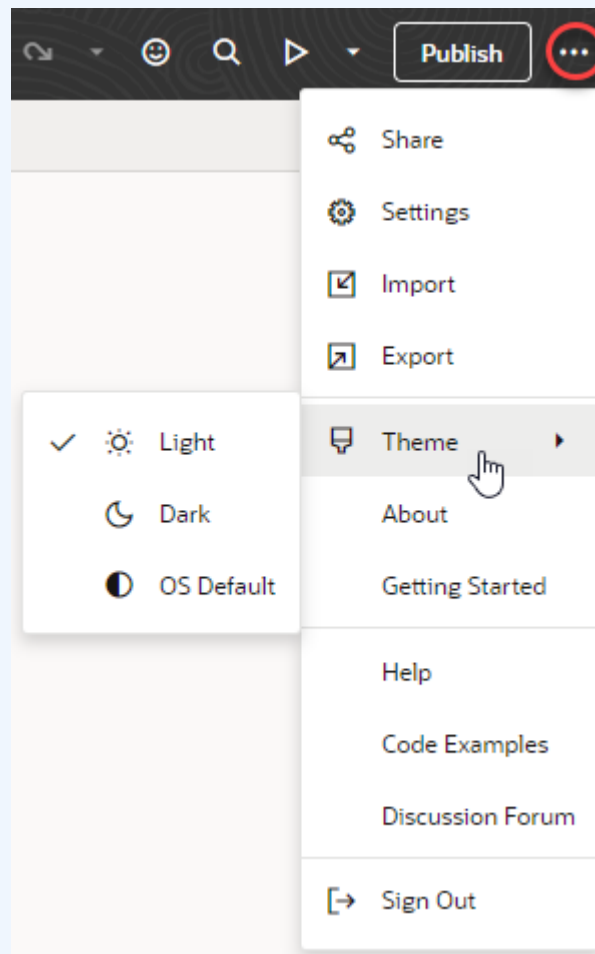 Publish
Share
Settings
Import
Export
Theme
Light
Dark
OS Default
About
Getting Started
Help
Code Examples
Discussion Forum
Sign Out